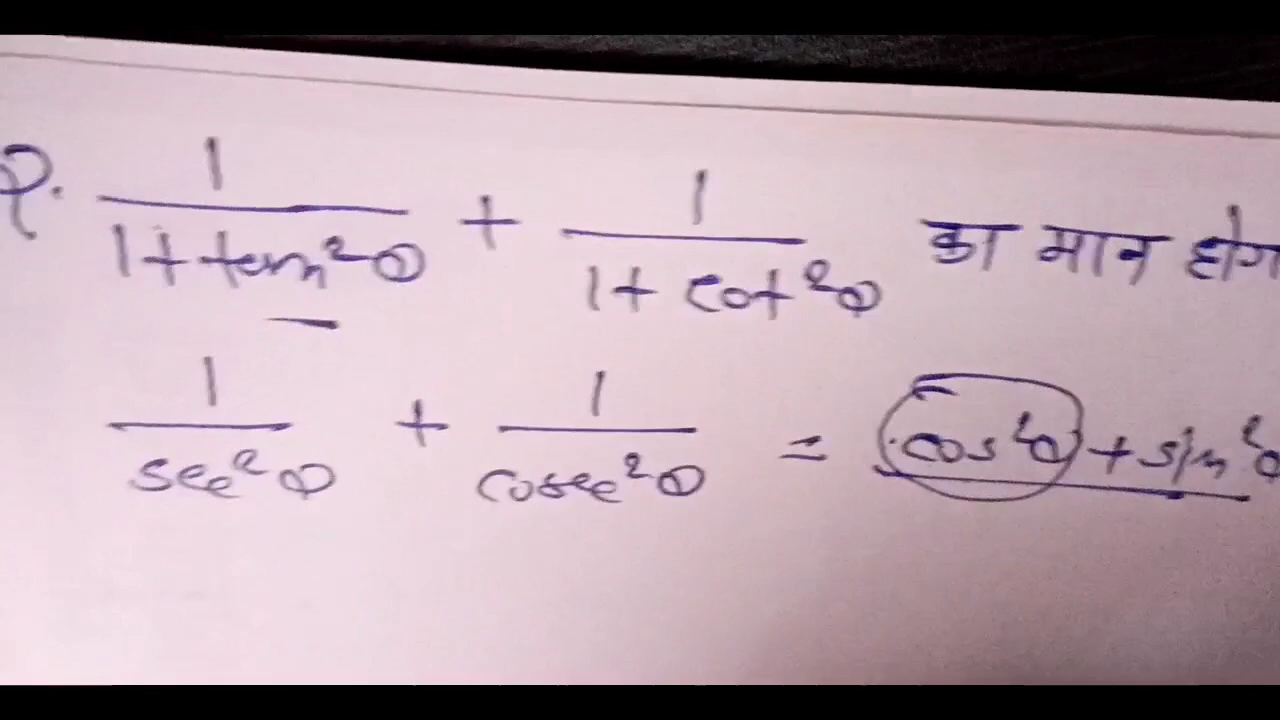 P. 1/(1+tan²θ) + 1/(1+cot²θ) का मान होग
1/sec²θ + 1/cosec²θ = cos²θ + sin²θ